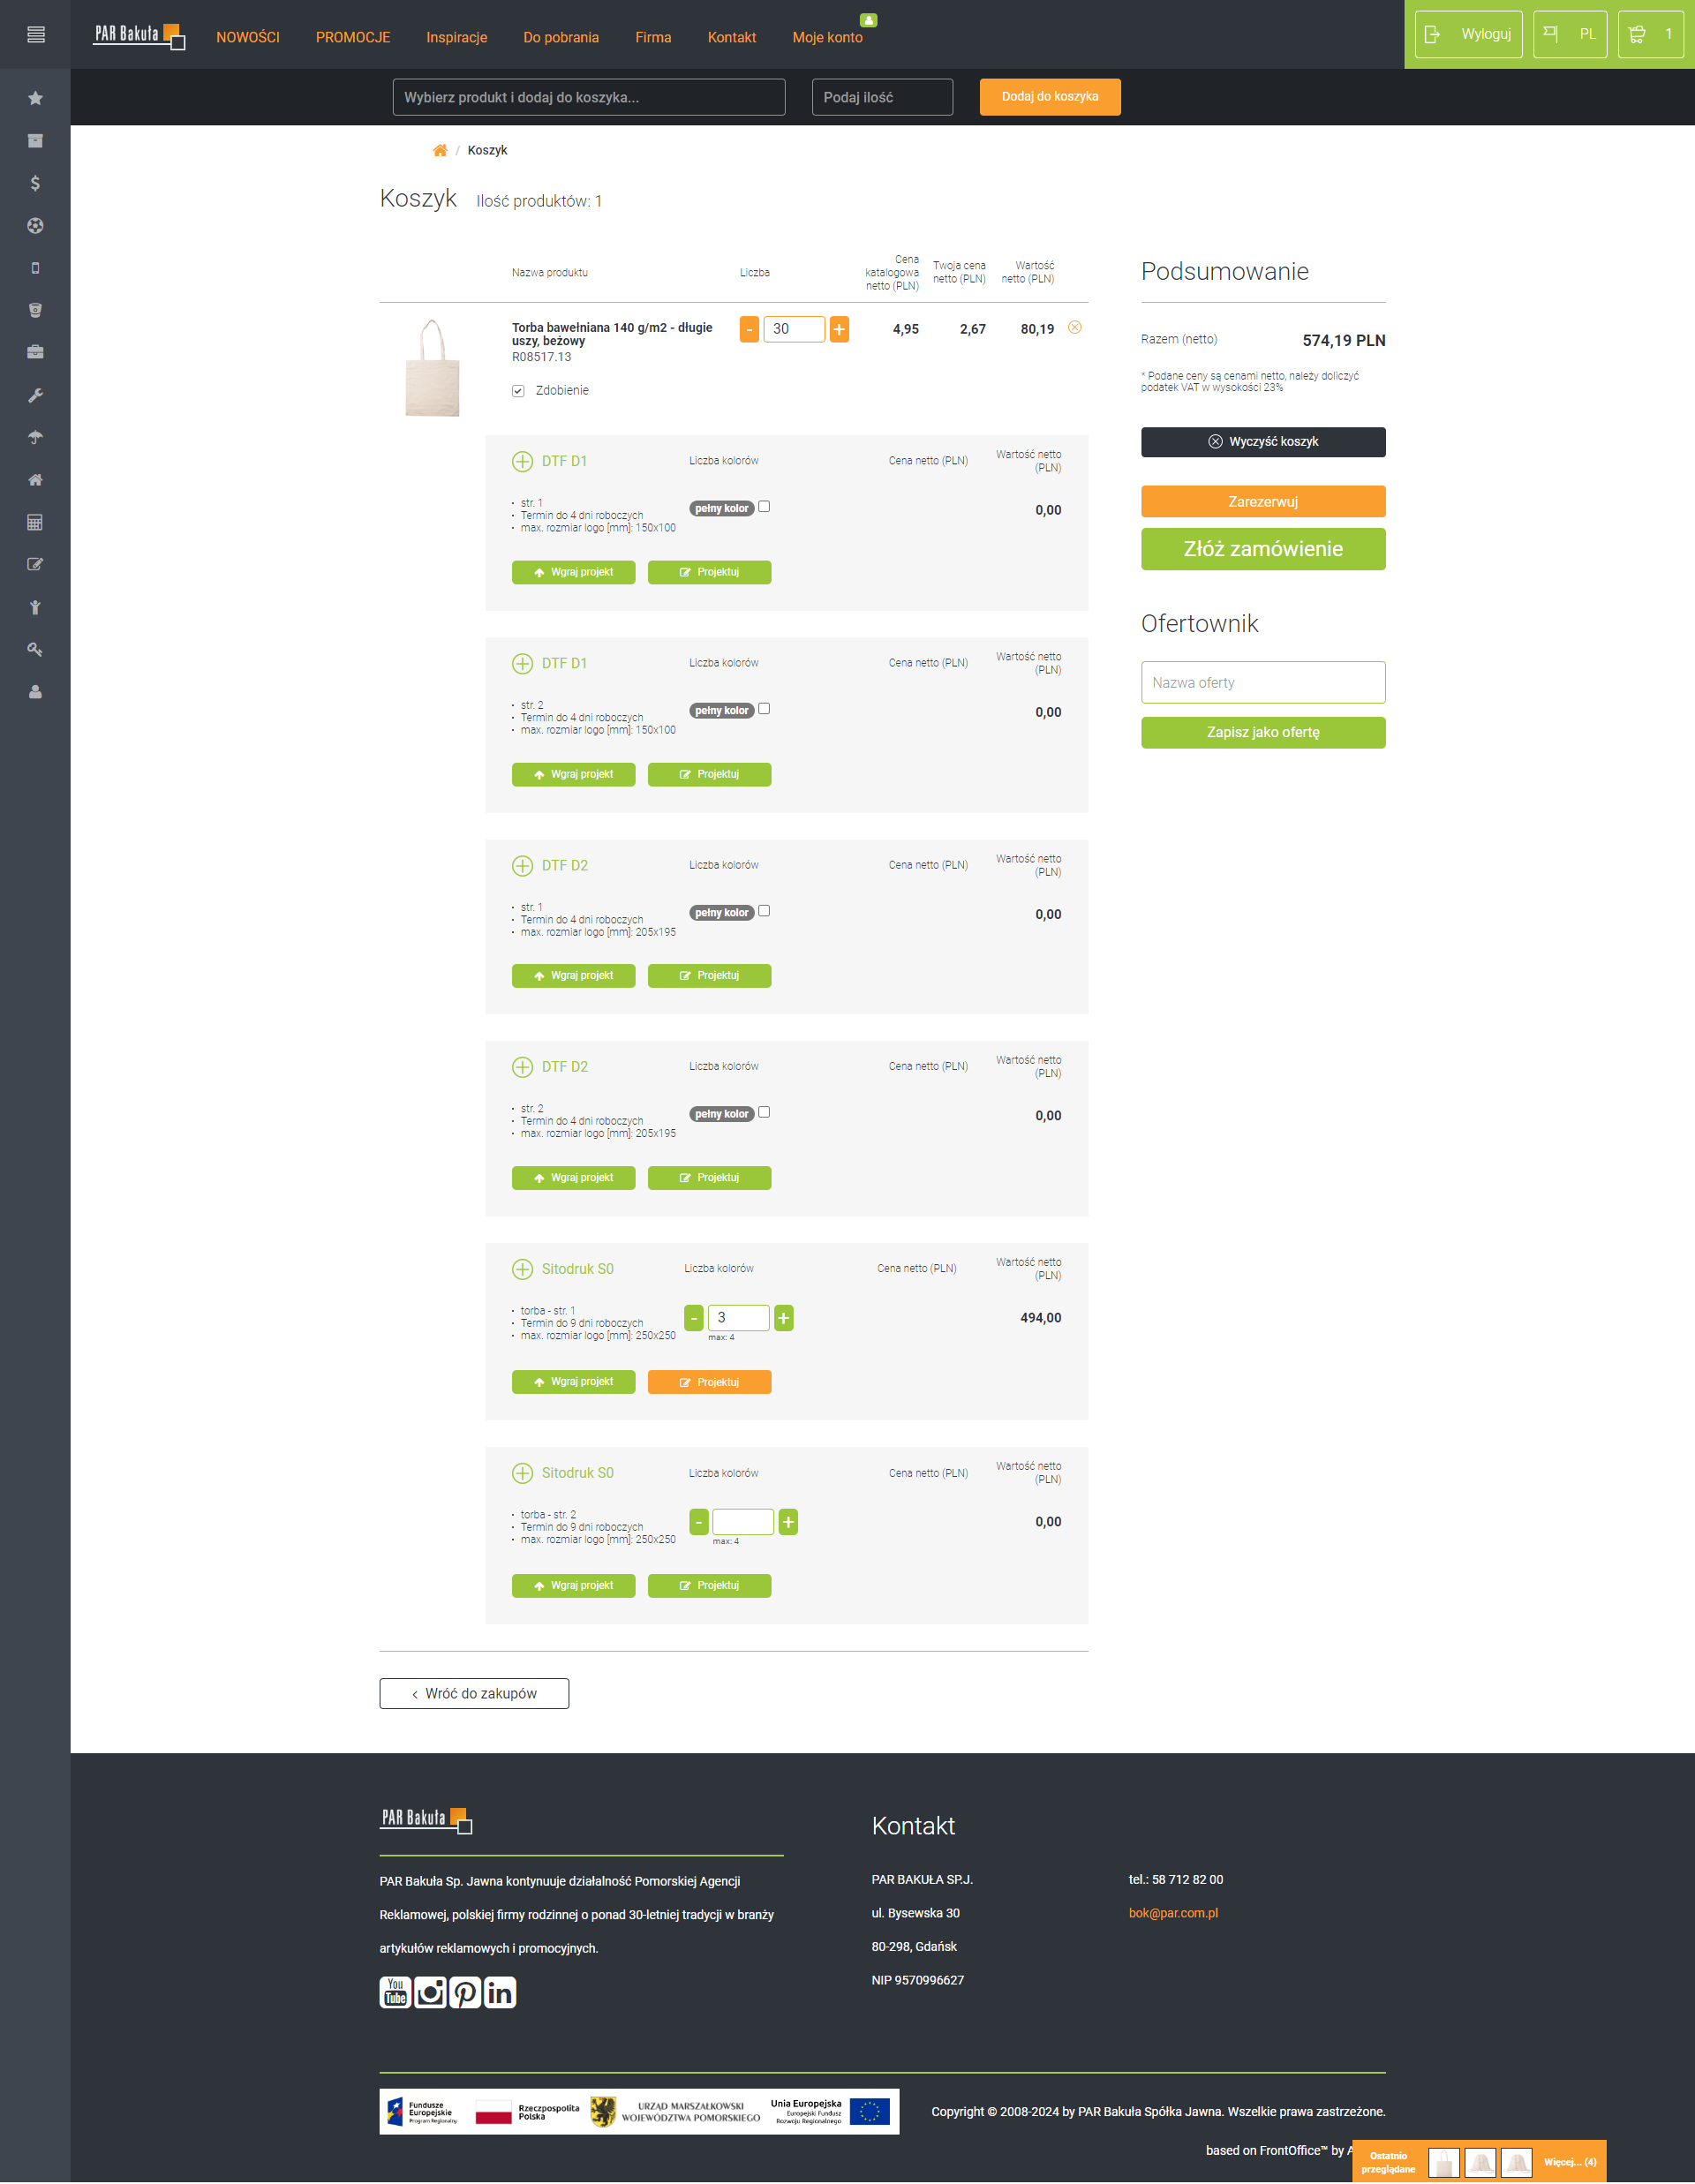 PAR Bakuła
NOWOŚCI
PROMOCJE
Inspiracje
Do pobrania
Firma
Kontakt
Moje konto
Wyloguj
PL
1
Wybierz produkt i dodaj do koszyka...
Podaj ilość
Dodaj do koszyka
/ Koszyk
Koszyk Ilość produktów: 1
Nazwa produktu
Liczba
Cena
katalogowa
netto (PLN)
Twoja cena
netto (PLN)
Wartość
netto (PLN)
Torba bawełniana 140 g/m2 - długie
uszy, beżowy
R08517.13
- 30 +
4,95
2,67
80,19
Zdobienie
DTF D1
Liczba kolorów
Cena netto (PLN)
Wartość netto
(PLN)
• str. 1
• Termin do 4 dni roboczych
• max. rozmiar logo [mm]: 150x100
pełny kolor
0,00
Wgraj projekt
Projektuj
DTF D1
Liczba kolorów
Cena netto (PLN)
Wartość netto
(PLN)
• str. 2
• Termin do 4 dni roboczych
• max. rozmiar logo [mm]: 150x100
pełny kolor
0,00
Wgraj projekt
Projektuj
DTF D2
Liczba kolorów
Cena netto (PLN)
Wartość netto
(PLN)
• str. 1
• Termin do 4 dni roboczych
• max. rozmiar logo [mm]: 205x195
pełny kolor
0,00
Wgraj projekt
Projektuj
DTF D2
Liczba kolorów
Cena netto (PLN)
Wartość netto
(PLN)
• str. 2
• Termin do 4 dni roboczych
• max. rozmiar logo [mm]: 205x195
pełny kolor
0,00
Wgraj projekt
Projektuj
Sitodruk S0
Liczba kolorów
Cena netto (PLN)
Wartość netto
(PLN)
• torba - str. 1
• Termin do 9 dni roboczych
• max. rozmiar logo [mm]: 250x250
- 3 +
max: 4
494,00
Wgraj projekt
Projektuj
Sitodruk S0
Liczba kolorów
Cena netto (PLN)
Wartość netto
(PLN)
• torba - str. 2
• Termin do 9 dni roboczych
• max. rozmiar logo [mm]: 250x250
- +
max: 4
0,00
Wgraj projekt
Projektuj
< Wróć do zakupów
Podsumowanie
Razem (netto)
574,19 PLN
* Podane ceny są cenami netto, należy doliczyć
podatek VAT w wysokości 23%
Wyczyść koszyk
Zarezerwuj
Złóż zamówienie
Ofertownik
Nazwa oferty
Zapisz jako ofertę
PAR Bakuła
PAR Bakuła Sp. Jawna kontynuuje działalność Pomorskiej Agencji
Reklamowej, polskiej firmy rodzinnej o ponad 30-letniej tradycji w branży
artykułów reklamowych i promocyjnych.
You
Tube
in
Kontakt
PAR BAKUŁA SP.J.
ul. Bysewska 30
80-298, Gdańsk
NIP 9570996627
tel.: 58 712 82 00
bok@par.com.pl
Fundusze
Europejskie
Program Regionalny
Rzeczpospolita
Polska
URZĄD MARSZAŁKOWSKI
WOJEWÓDZTWA POMORSKIEGO
Unia Europejska
Europejski Fundusz
Rozwoju Regionalnego
Copyright © 2008-2024 by PAR Bakuła Spółka Jawna. Wszelkie prawa zastrzeżone.
based on FrontOffice™ by A
Ostatnio
przeglądane
Więcej... (4)